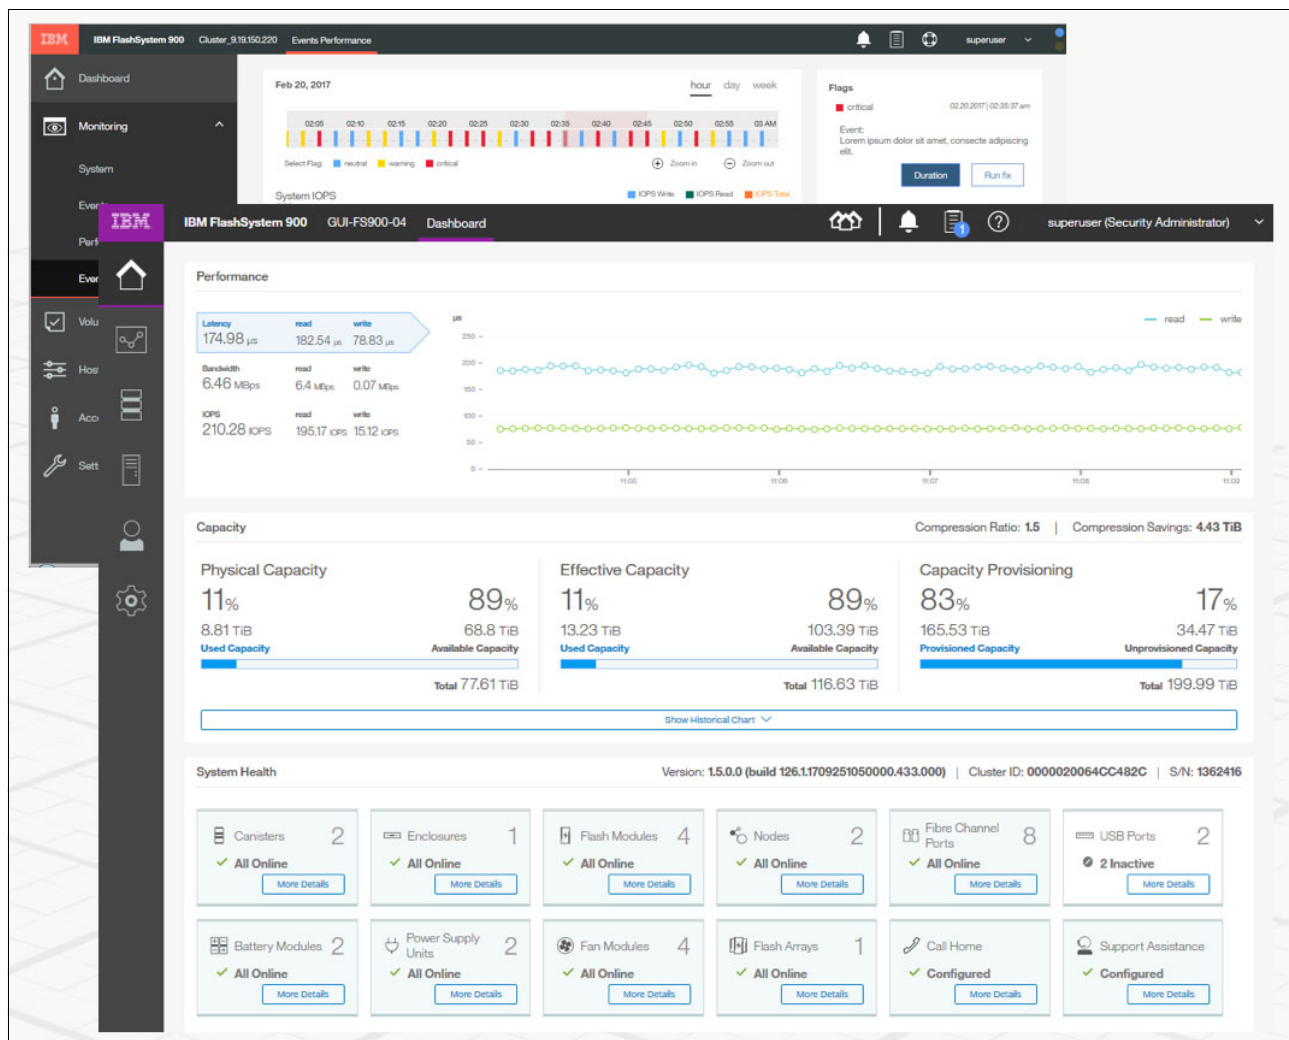 IBM IBM FlashSystem 900 Cluster_9.19.150.220 Events Performance superuser
Dashboard
Monitoring
System
Events
Perf
Even
Volu
Hos
Acc
Sett
Feb 20, 2017 hour day week
02:05 02:10 02:15 02:20 02:25 02:30 02:35 02:40 02:45 02:50 02:55 03 AM
Select Flag: neutral warning critical Zoom in Zoom out
System IOPS IOPS Write IOPS Read IOPS Total
Flags
critical 02.20.2017 | 02:35:37 am
Event:
Lorem ipsum dolor sit amet, consecte adipiscing
elit.
Duration Run fix
IBM IBM FlashSystem 900 GUI-FS900-04 Dashboard 1 superuser (Security Administrator)
Performance
Latency read write
174.98 µs 182.54 µs 78.83 µs
Bandwidth read write
6.46 MBps 6.4 MBps 0.07 MBps
IOPS read write
210.28 IOPS 195.17 IOPS 15.12 IOPS
µs read write
250
200
150
100
50
0
11:05 11:06 11:07 11:08 11:09
Capacity Compression Ratio: 1.5 | Compression Savings: 4.43 TiB
Physical Capacity
11% 89%
8.81 TiB 68.8 TiB
Used Capacity Available Capacity
Total 77.61 TiB
Effective Capacity
11% 89%
13.23 TiB 103.39 TiB
Used Capacity Available Capacity
Total 116.63 TiB
Capacity Provisioning
83% 17%
165.53 TiB 34.47 TiB
Provisioned Capacity Unprovisioned Capacity
Total 199.99 TiB
Show Historical Chart
System Health Version: 1.5.0.0 (build 126.1.1709251050000.433.000) | Cluster ID: 0000020064CC482C | S/N: 1362416
Canisters 2
All Online
More Details
Enclosures 1
All Online
More Details
Flash Modules 4
All Online
More Details
Nodes 2
All Online
More Details
Fibre Channel
Ports 8
All Online
More Details
USB Ports 2
2 Inactive
More Details
Battery Modules 2
All Online
More Details
Power Supply
Units 2
All Online
More Details
Fan Modules 4
All Online
More Details
Flash Arrays 1
All Online
More Details
Call Home
Configured
More Details
Support Assistance
Configured
More Details